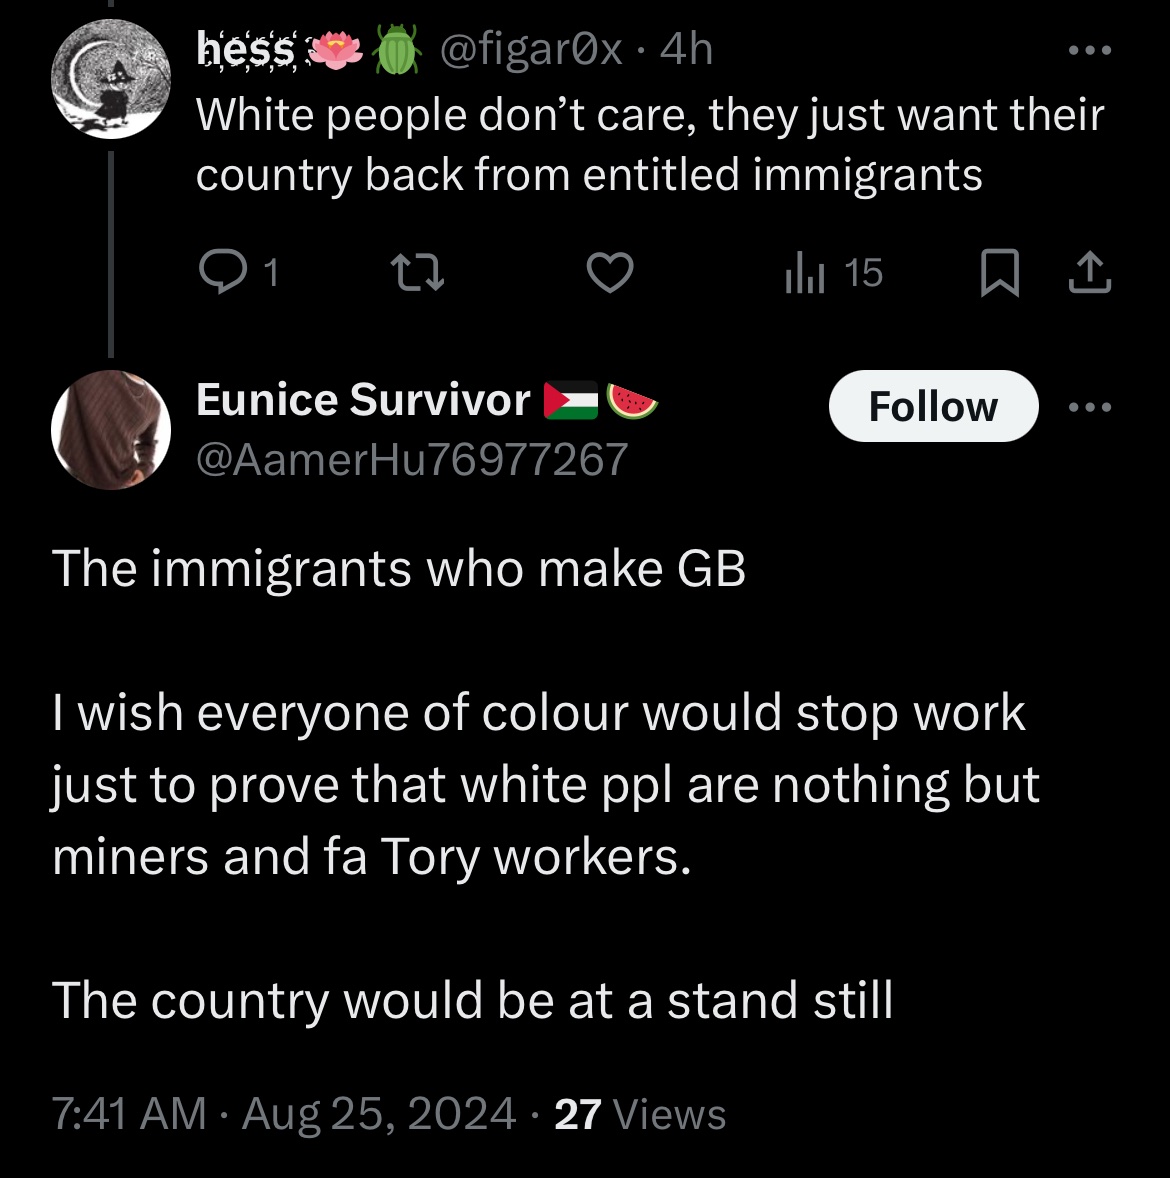 hess 🪷🪲 @figar0x · 4h
White people don’t care, they just want their
country back from entitled immigrants
1
15
Eunice Survivor 🇵🇸🍉
Follow
@AamerHu76977267
The immigrants who make GB
I wish everyone of colour would stop work
just to prove that white ppl are nothing but
miners and fa Tory workers.
The country would be at a stand still
7:41 AM · Aug 25, 2024 · 27 Views